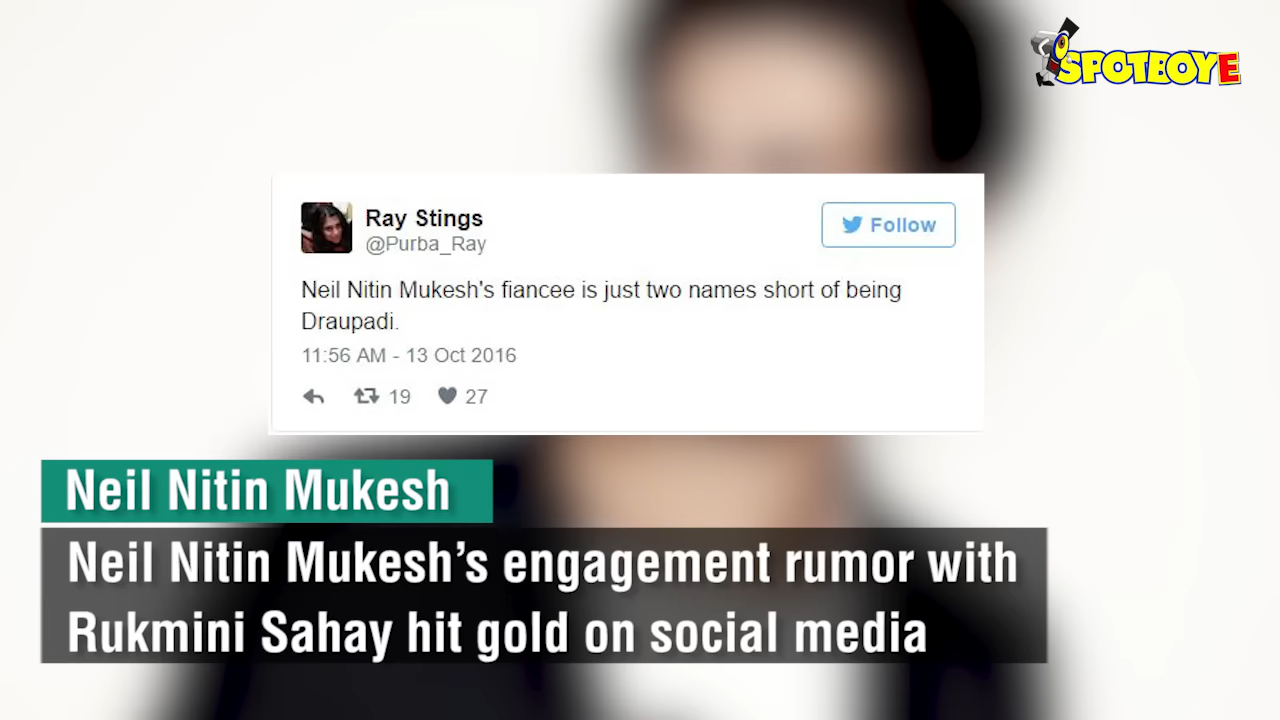 SPOTBOYE
Ray Stings
Follow
@Purba_Ray
Neil Nitin Mukesh's fiancee is just two names short of being
Draupadi.
11:56 AM - 13 Oct 2016
19 27
Neil Nitin Mukesh
Neil Nitin Mukesh’s engagement rumor with
Rukmini Sahay hit gold on social media